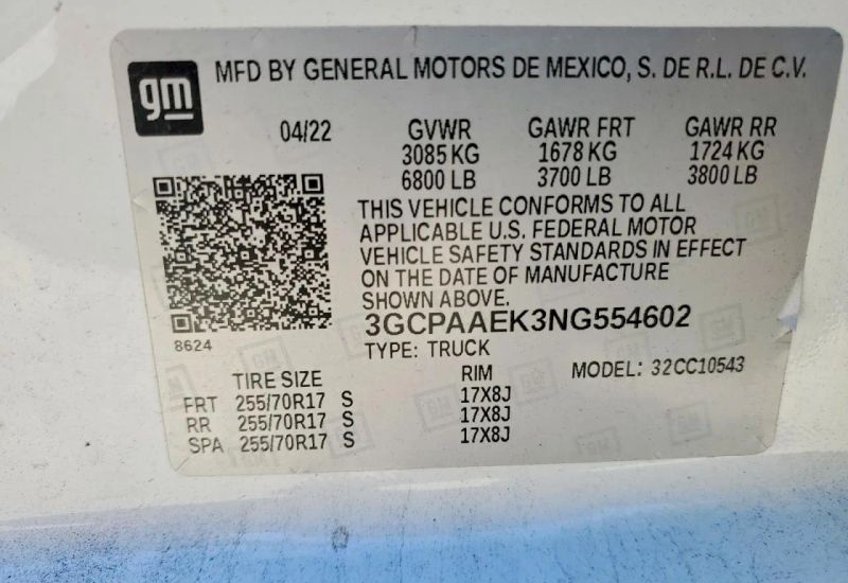 gm
MFD BY GENERAL MOTORS DE MEXICO, S. DE R.L. DE C.V.
04/22 GVWR GAWR FRT GAWR RR
3085 KG 1678 KG 1724 KG
6800 LB 3700 LB 3800 LB
THIS VEHICLE CONFORMS TO ALL
APPLICABLE U.S. FEDERAL MOTOR
VEHICLE SAFETY STANDARDS IN EFFECT
ON THE DATE OF MANUFACTURE
SHOWN ABOVE.
3GCPAAEK3NG554602
8624
TYPE: TRUCK
MODEL: 32CC10543
TIRE SIZE RIM
FRT 255/70R17 S 17X8J
RR 255/70R17 S 17X8J
SPA 255/70R17 S 17X8J